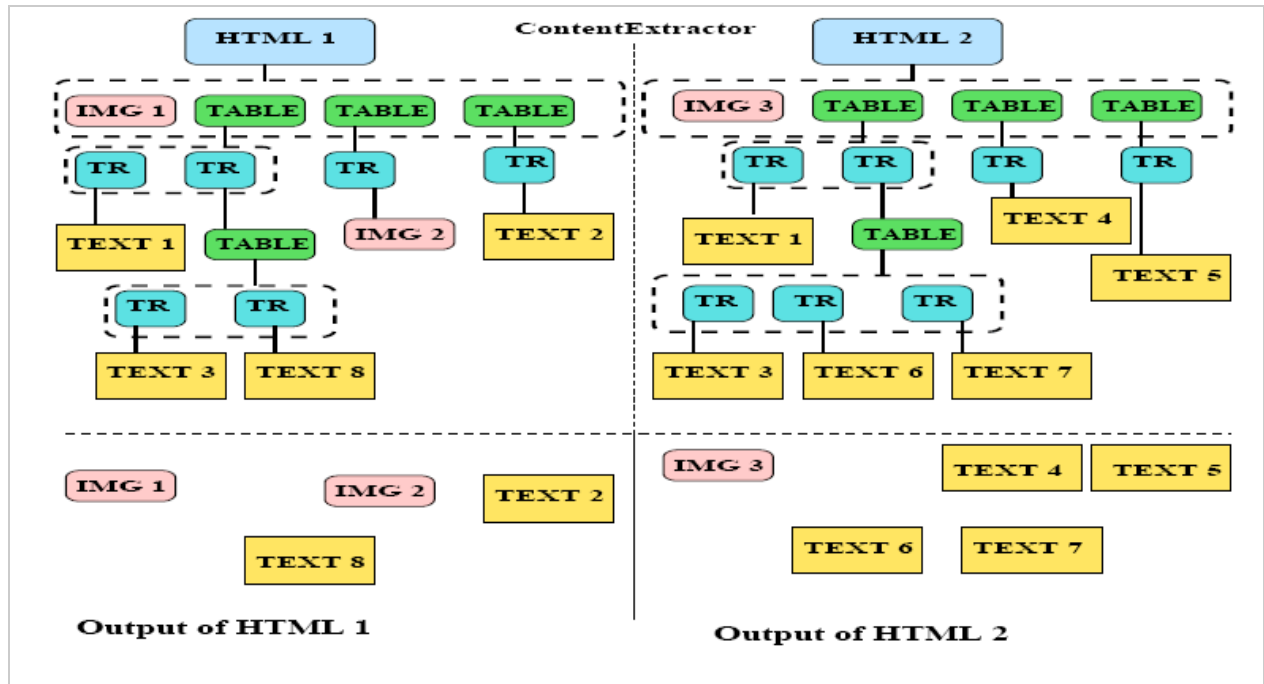 ContentExtractor
HTML 1
IMG 1 TABLE TABLE TABLE
TR TR TR TR
TEXT 1 TABLE IMG 2 TEXT 2
TR TR
TEXT 3 TEXT 8
HTML 2
IMG 3 TABLE TABLE TABLE
TR TR TR TR
TEXT 1 TABLE TEXT 4
TEXT 5
TR TR TR
TEXT 3 TEXT 6 TEXT 7
IMG 1 IMG 2 TEXT 2
TEXT 8
Output of HTML 1
IMG 3 TEXT 4 TEXT 5
TEXT 6 TEXT 7
Output of HTML 2